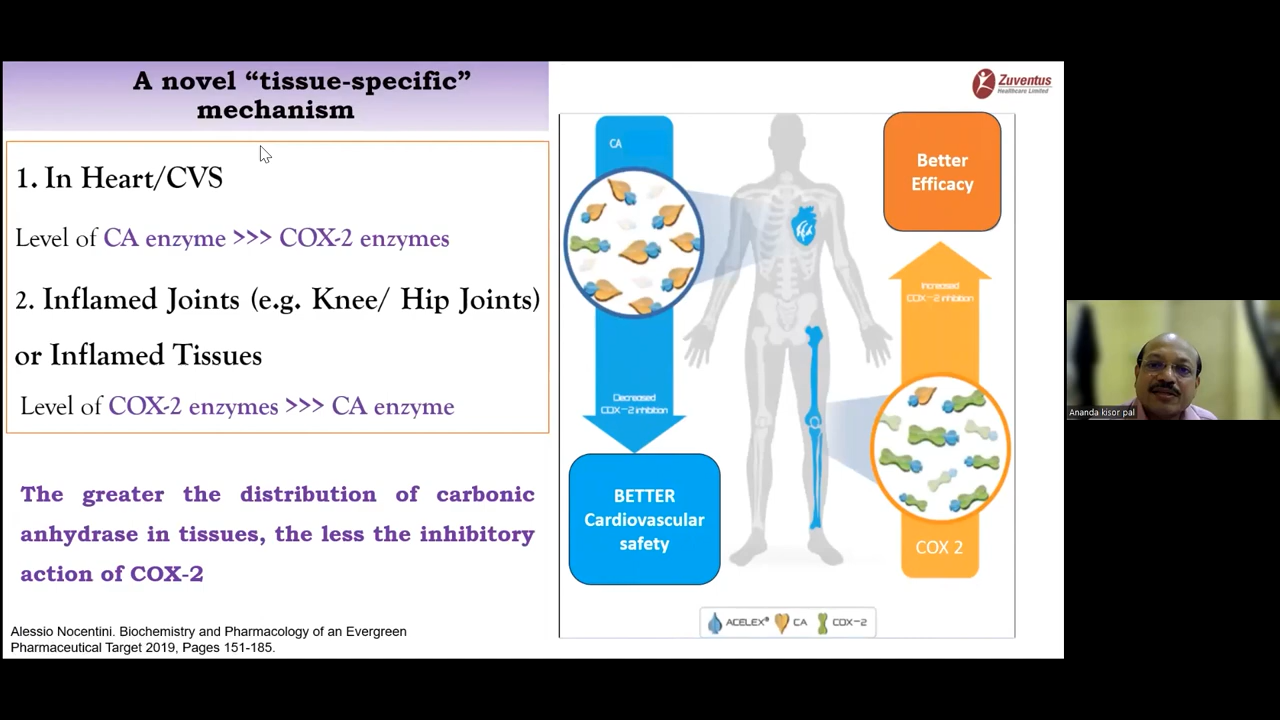 A novel “tissue-specific”
mechanism
1. In Heart/CVS
Level of CA enzyme >>> COX-2 enzymes
2. Inflamed Joints (e.g. Knee/ Hip Joints)
or Inflamed Tissues
Level of COX-2 enzymes >>> CA enzyme
The greater the distribution of carbonic
anhydrase in tissues, the less the inhibitory
action of COX-2
Alessio Nocentini. Biochemistry and Pharmacology of an Evergreen
Pharmaceutical Target 2019, Pages 151-185.
Zuventus
Healthcare Limited
CA
Decreased
COX-2 inhibition
BETTER
Cardiovascular
safety
Better
Efficacy
Increased
COX-2 inhibition
COX 2
ACELEX® CA COX-2
Ananda kisor pal